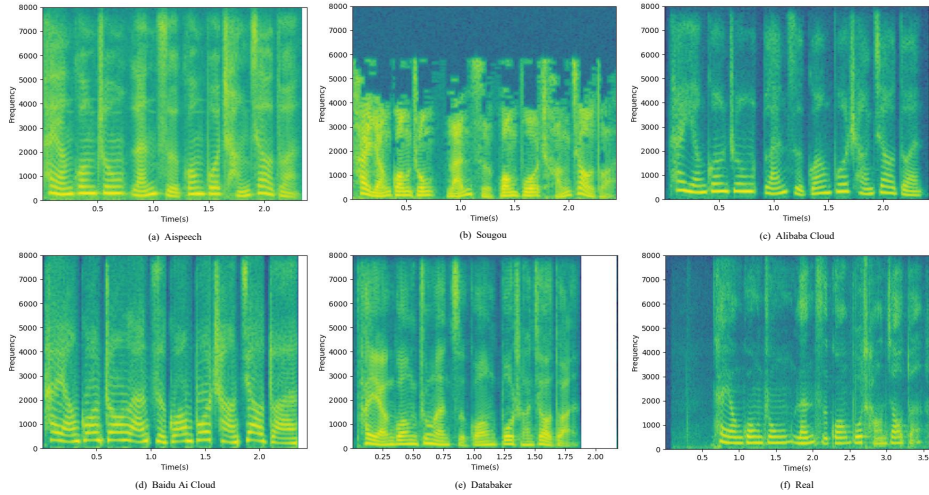 8000
7000
6000
5000
4000
3000
2000
1000
0
Frequency
0.5 1.0 1.5 2.0
Time(s)
(a) Aispeech
8000
7000
6000
5000
4000
3000
2000
1000
0
Frequency
0.5 1.0 1.5 2.0
Time(s)
(b) Sougou
8000
7000
6000
5000
4000
3000
2000
1000
0
Frequency
0.5 1.0 1.5 2.0
Time(s)
(c) Alibaba Cloud
8000
7000
6000
5000
4000
3000
2000
1000
0
Frequency
0.5 1.0 1.5 2.0
Time(s)
(d) Baidu Ai Cloud
8000
7000
6000
5000
4000
3000
2000
1000
0
Frequency
0.25 0.50 0.75 1.00 1.25 1.50 1.75 2.00
Time(s)
(e) Databaker
8000
7000
6000
5000
4000
3000
2000
1000
0
Frequency
0.5 1.0 1.5 2.0 2.5 3.0 3.5
Time(s)
(f) Real